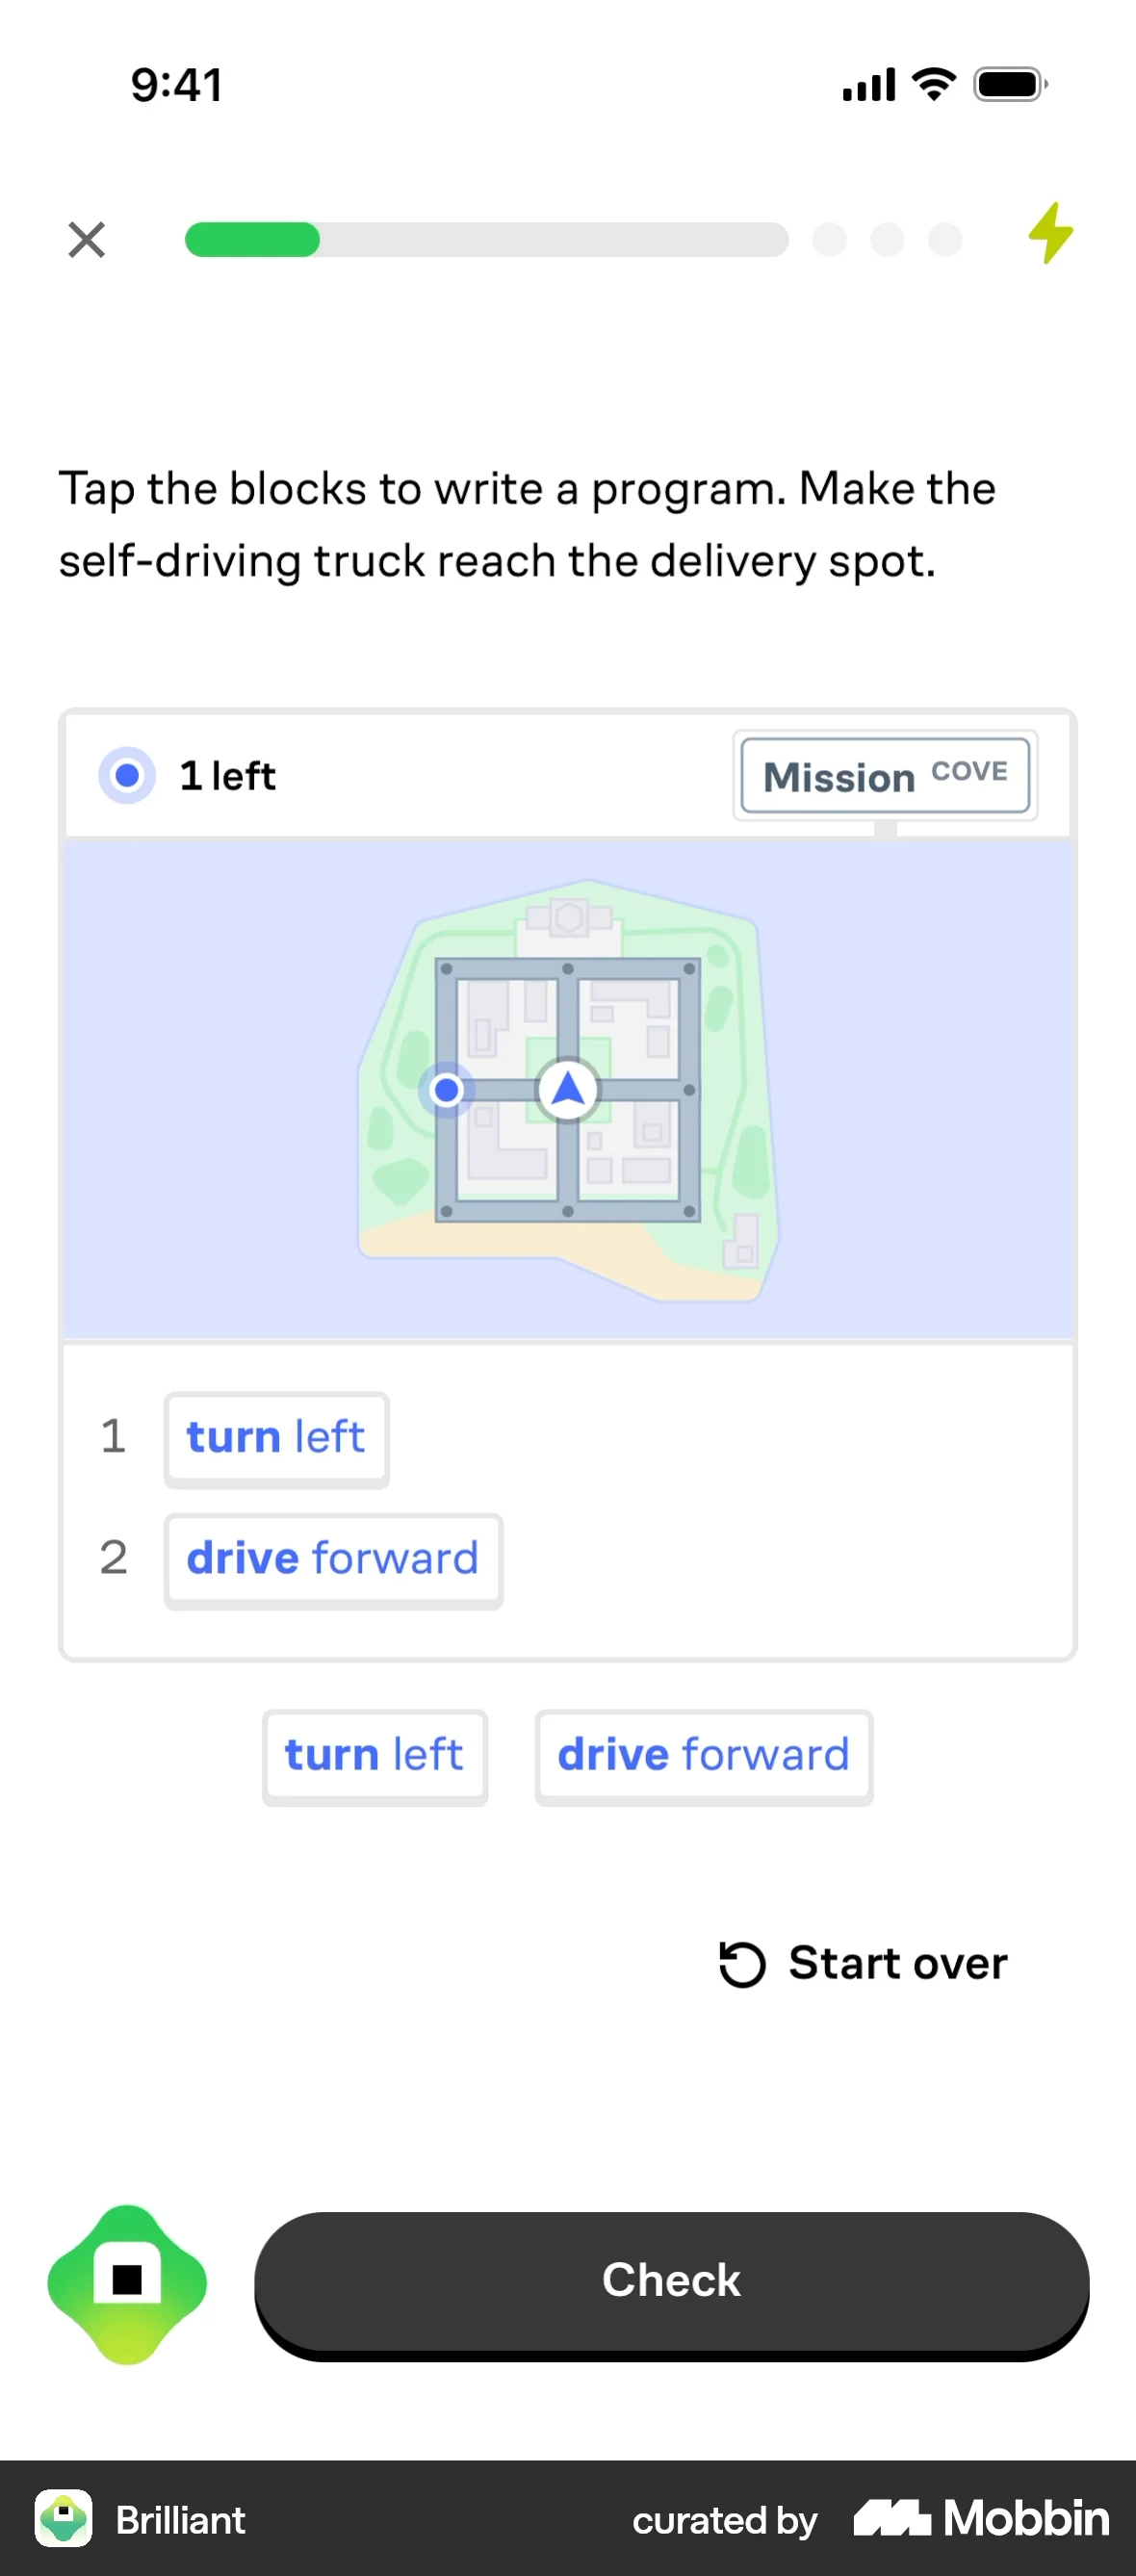 9:41
Tap the blocks to write a program. Make the
self-driving truck reach the delivery spot.
1 left
Mission COVE
1 turn left
2 drive forward
turn left drive forward
Start over
Check
Brilliant curated by Mobbin